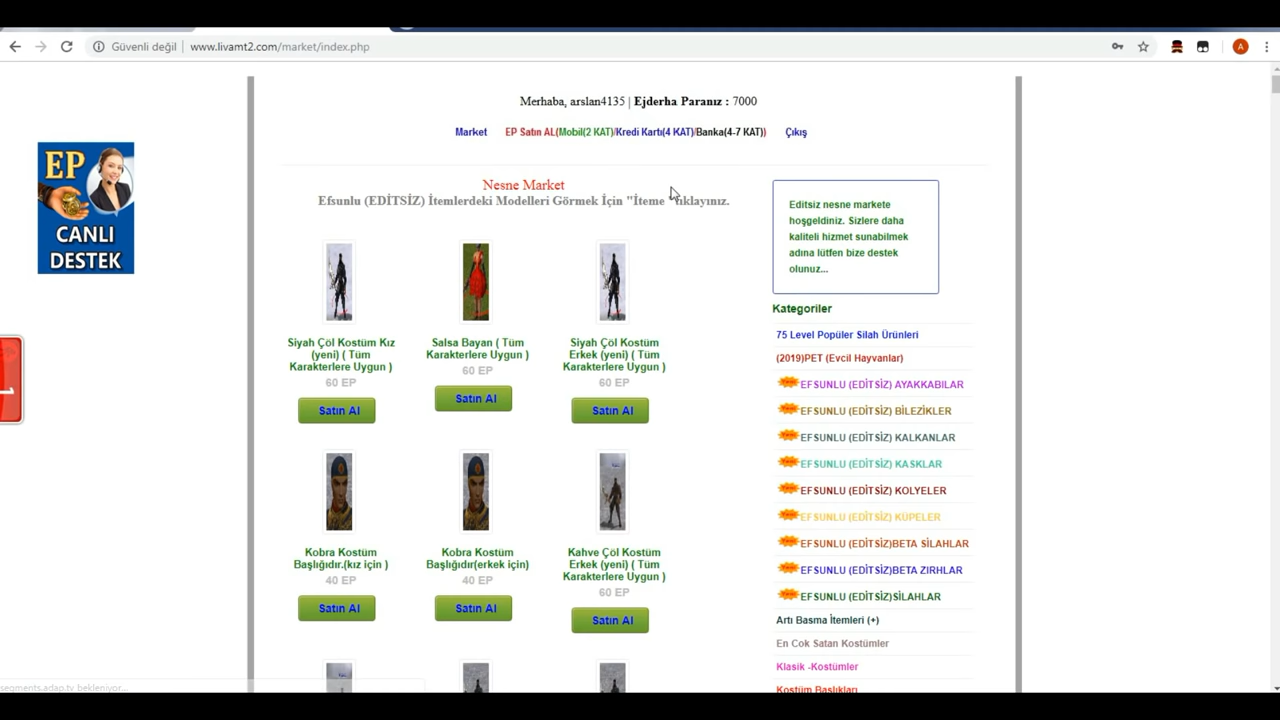 Güvenli değil
www.livamt2.com/market/index.php
A
Merhaba, arslan4135 | Ejderha Paranız : 7000
Market
EP Satın AL(Mobil(2 KAT)/Kredi Kartı(4 KAT)/Banka(4-7 KAT))
Çıkış
EP
CANLI
DESTEK
1
Nesne Market
Efsunlu (EDİTSİZ) İtemlerdeki Modelleri Görmek İçin "İteme
Siyah Çöl Kostüm Kız
(yeni) ( Tüm
Karakterlere Uygun )
60 EP
Satın Al
Salsa Bayan ( Tüm
Karakterlere Uygun )
60 EP
Satın Al
Siyah Çöl Kostüm
Erkek (yeni) ( Tüm
Karakterlere Uygun )
60 EP
Satın Al
Kobra Kostüm
Başlığıdır.(kız için )
40 EP
Satın Al
Kobra Kostüm
Başlığıdır(erkek için)
40 EP
Satın Al
Kahve Çöl Kostüm
Erkek (yeni) ( Tüm
Karakterlere Uygun )
60 EP
Satın Al
Editsiz nesne markete
hoşgeldiniz. Sizlere daha
kaliteli hizmet sunabilmek
adına lütfen bize destek
olunuz...
Kategoriler
75 Level Popüler Silah Ürünleri
(2019)PET (Evcil Hayvanlar)
EFSUNLU (EDİTSİZ) AYAKKABILAR
EFSUNLU (EDİTSİZ) BİLEZİKLER
EFSUNLU (EDİTSİZ) KALKANLAR
EFSUNLU (EDİTSİZ) KASKLAR
EFSUNLU (EDİTSİZ) KOLYELER
EFSUNLU (EDİTSİZ) KÜPELER
EFSUNLU (EDİTSİZ)BETA SİLAHLAR
EFSUNLU (EDİTSİZ)BETA ZIRHLAR
EFSUNLU (EDİTSİZ)SİLAHLAR
Artı Basma İtemleri (+)
En Cok Satan Kostümler
Klasik -Kostümler
Kostüm Başlıkları
segments.adap.tv bekleniyor...